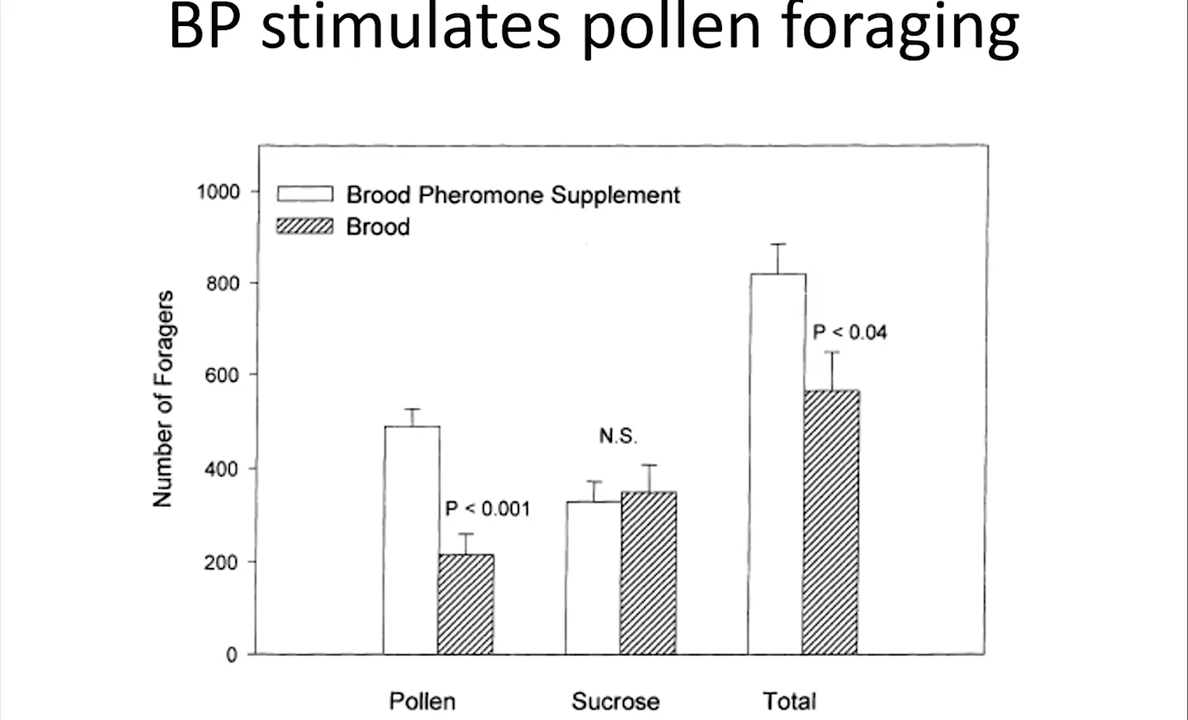 BP stimulates pollen foraging
1000
800
600
400
200
0
Number of Foragers
Brood Pheromone Supplement
Brood
P < 0.001
N.S.
P < 0.04
Pollen
Sucrose
Total